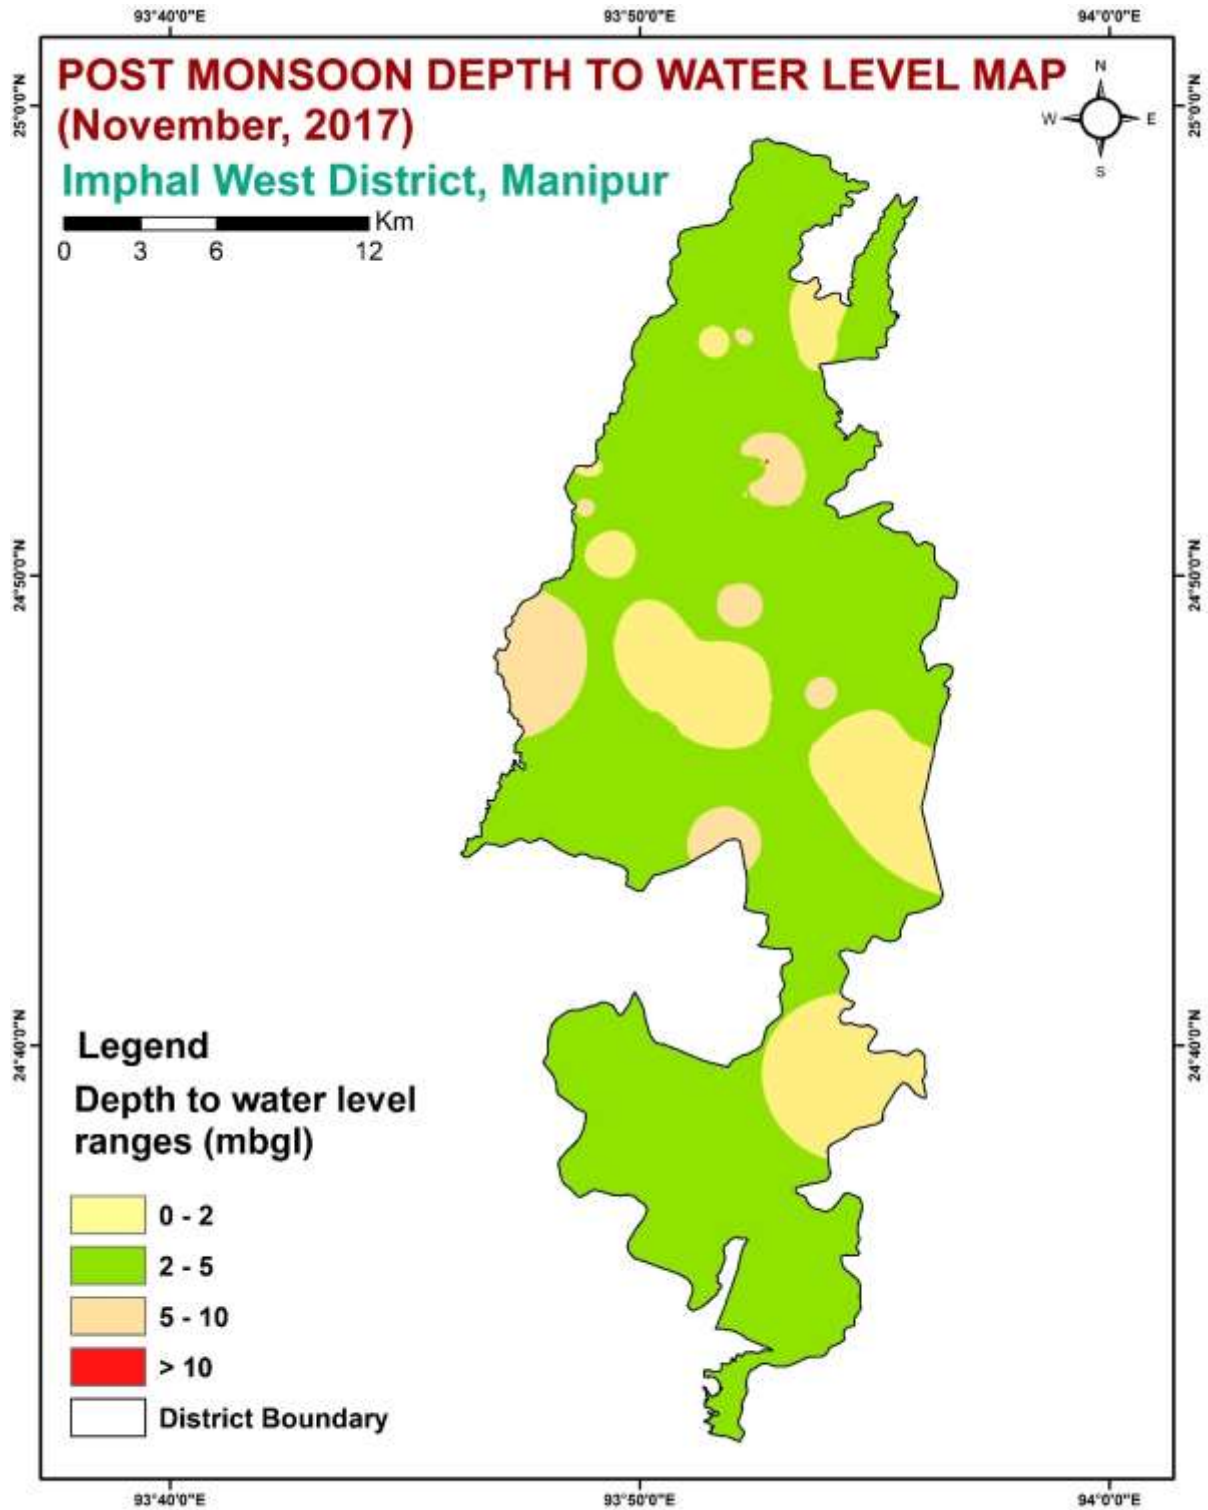 93°40'0"E 93°50'0"E 94°0'0"E
POST MONSOON DEPTH TO WATER LEVEL MAP
(November, 2017)
Imphal West District, Manipur
Km
0 3 6 12
N
W E
S
25°0'0"N 25°0'0"N
24°50'0"N 24°50'0"N
24°40'0"N 24°40'0"N
Legend
Depth to water level
ranges (mbgl)
0 - 2
2 - 5
5 - 10
> 10
District Boundary
93°40'0"E 93°50'0"E 94°0'0"E